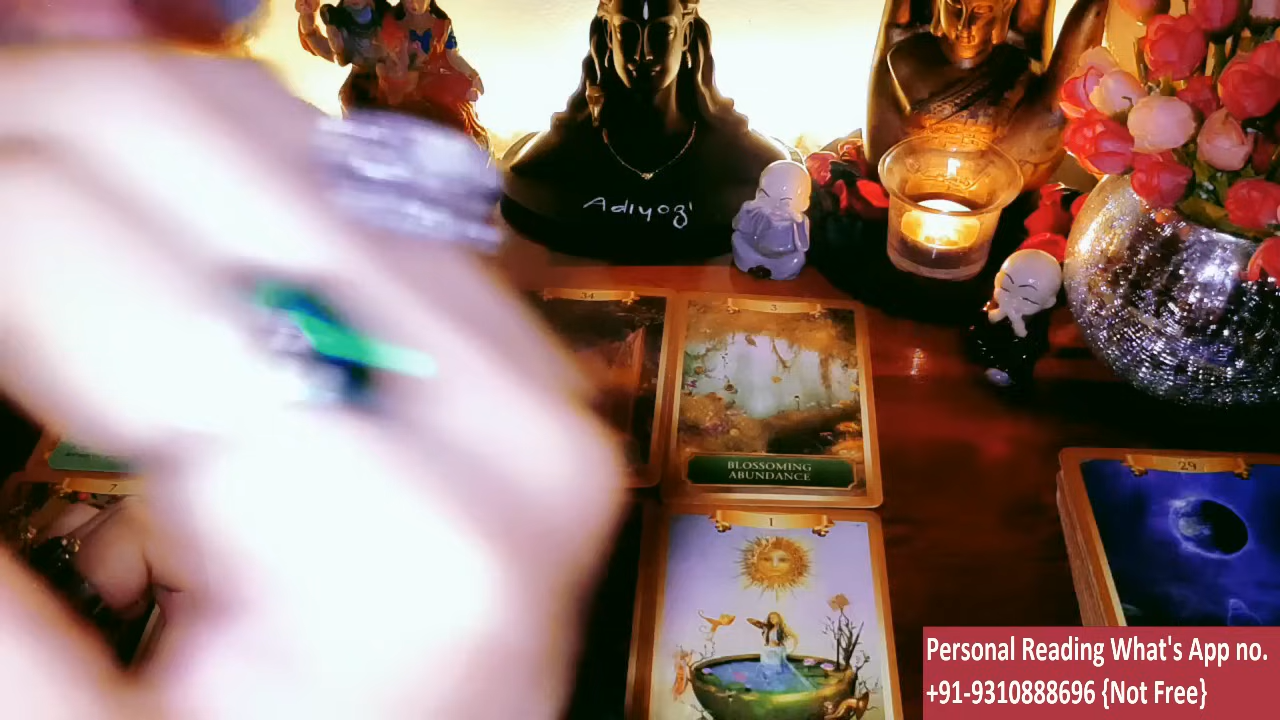 Adiyogi
34
3
BLOSSOMING
ABUNDANCE
7
29
1
Personal Reading What's App no.
+91-9310888696 {Not Free}